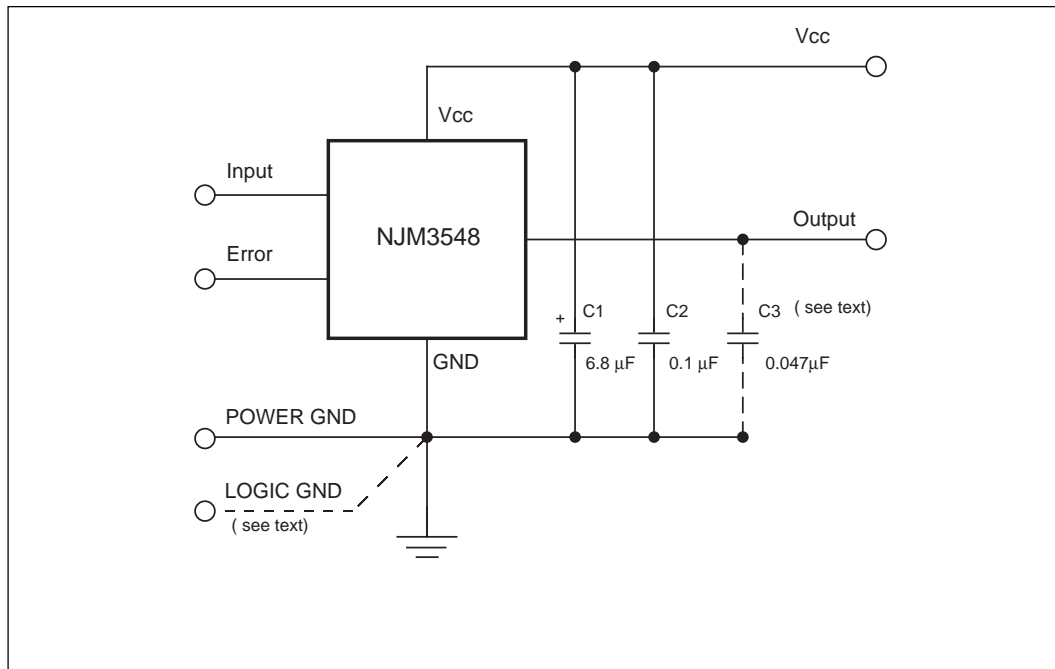 Vcc
Vcc
Input
NJM3548
Output
Error
+ C1
C2
C3 ( see text)
GND
6.8 μF
0.1 μF
0.047μF
POWER GND
LOGIC GND
( see text)